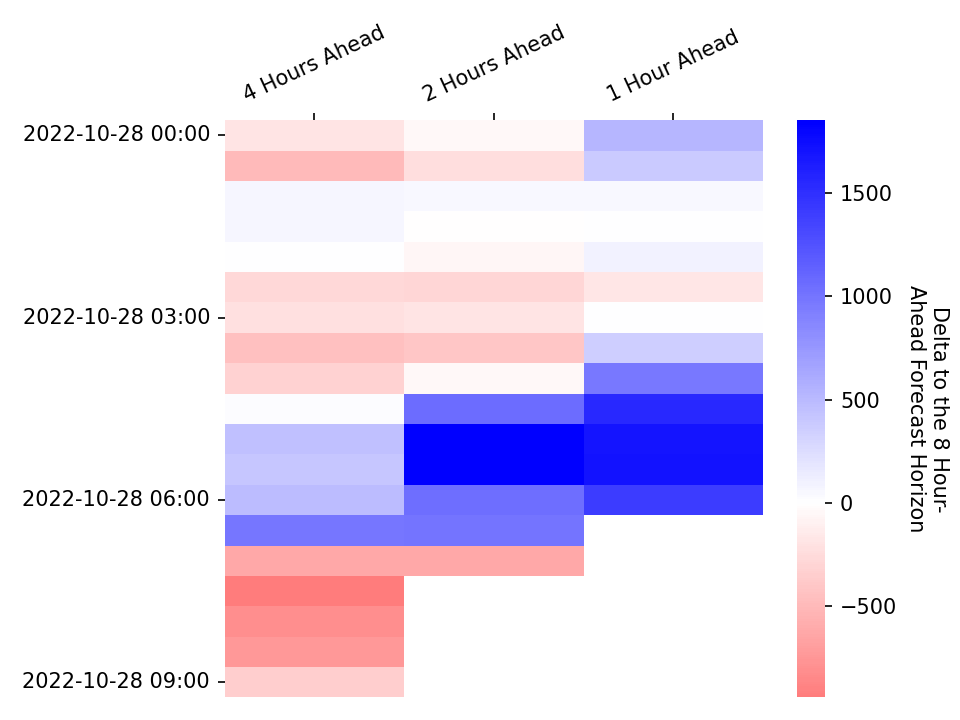 4 Hours Ahead
2 Hours Ahead
1 Hour Ahead
2022-10-28 00:00
2022-10-28 03:00
2022-10-28 06:00
2022-10-28 09:00
1500
1000
500
0
−500
Delta to the 8 Hour-
Ahead Forecast Horizon